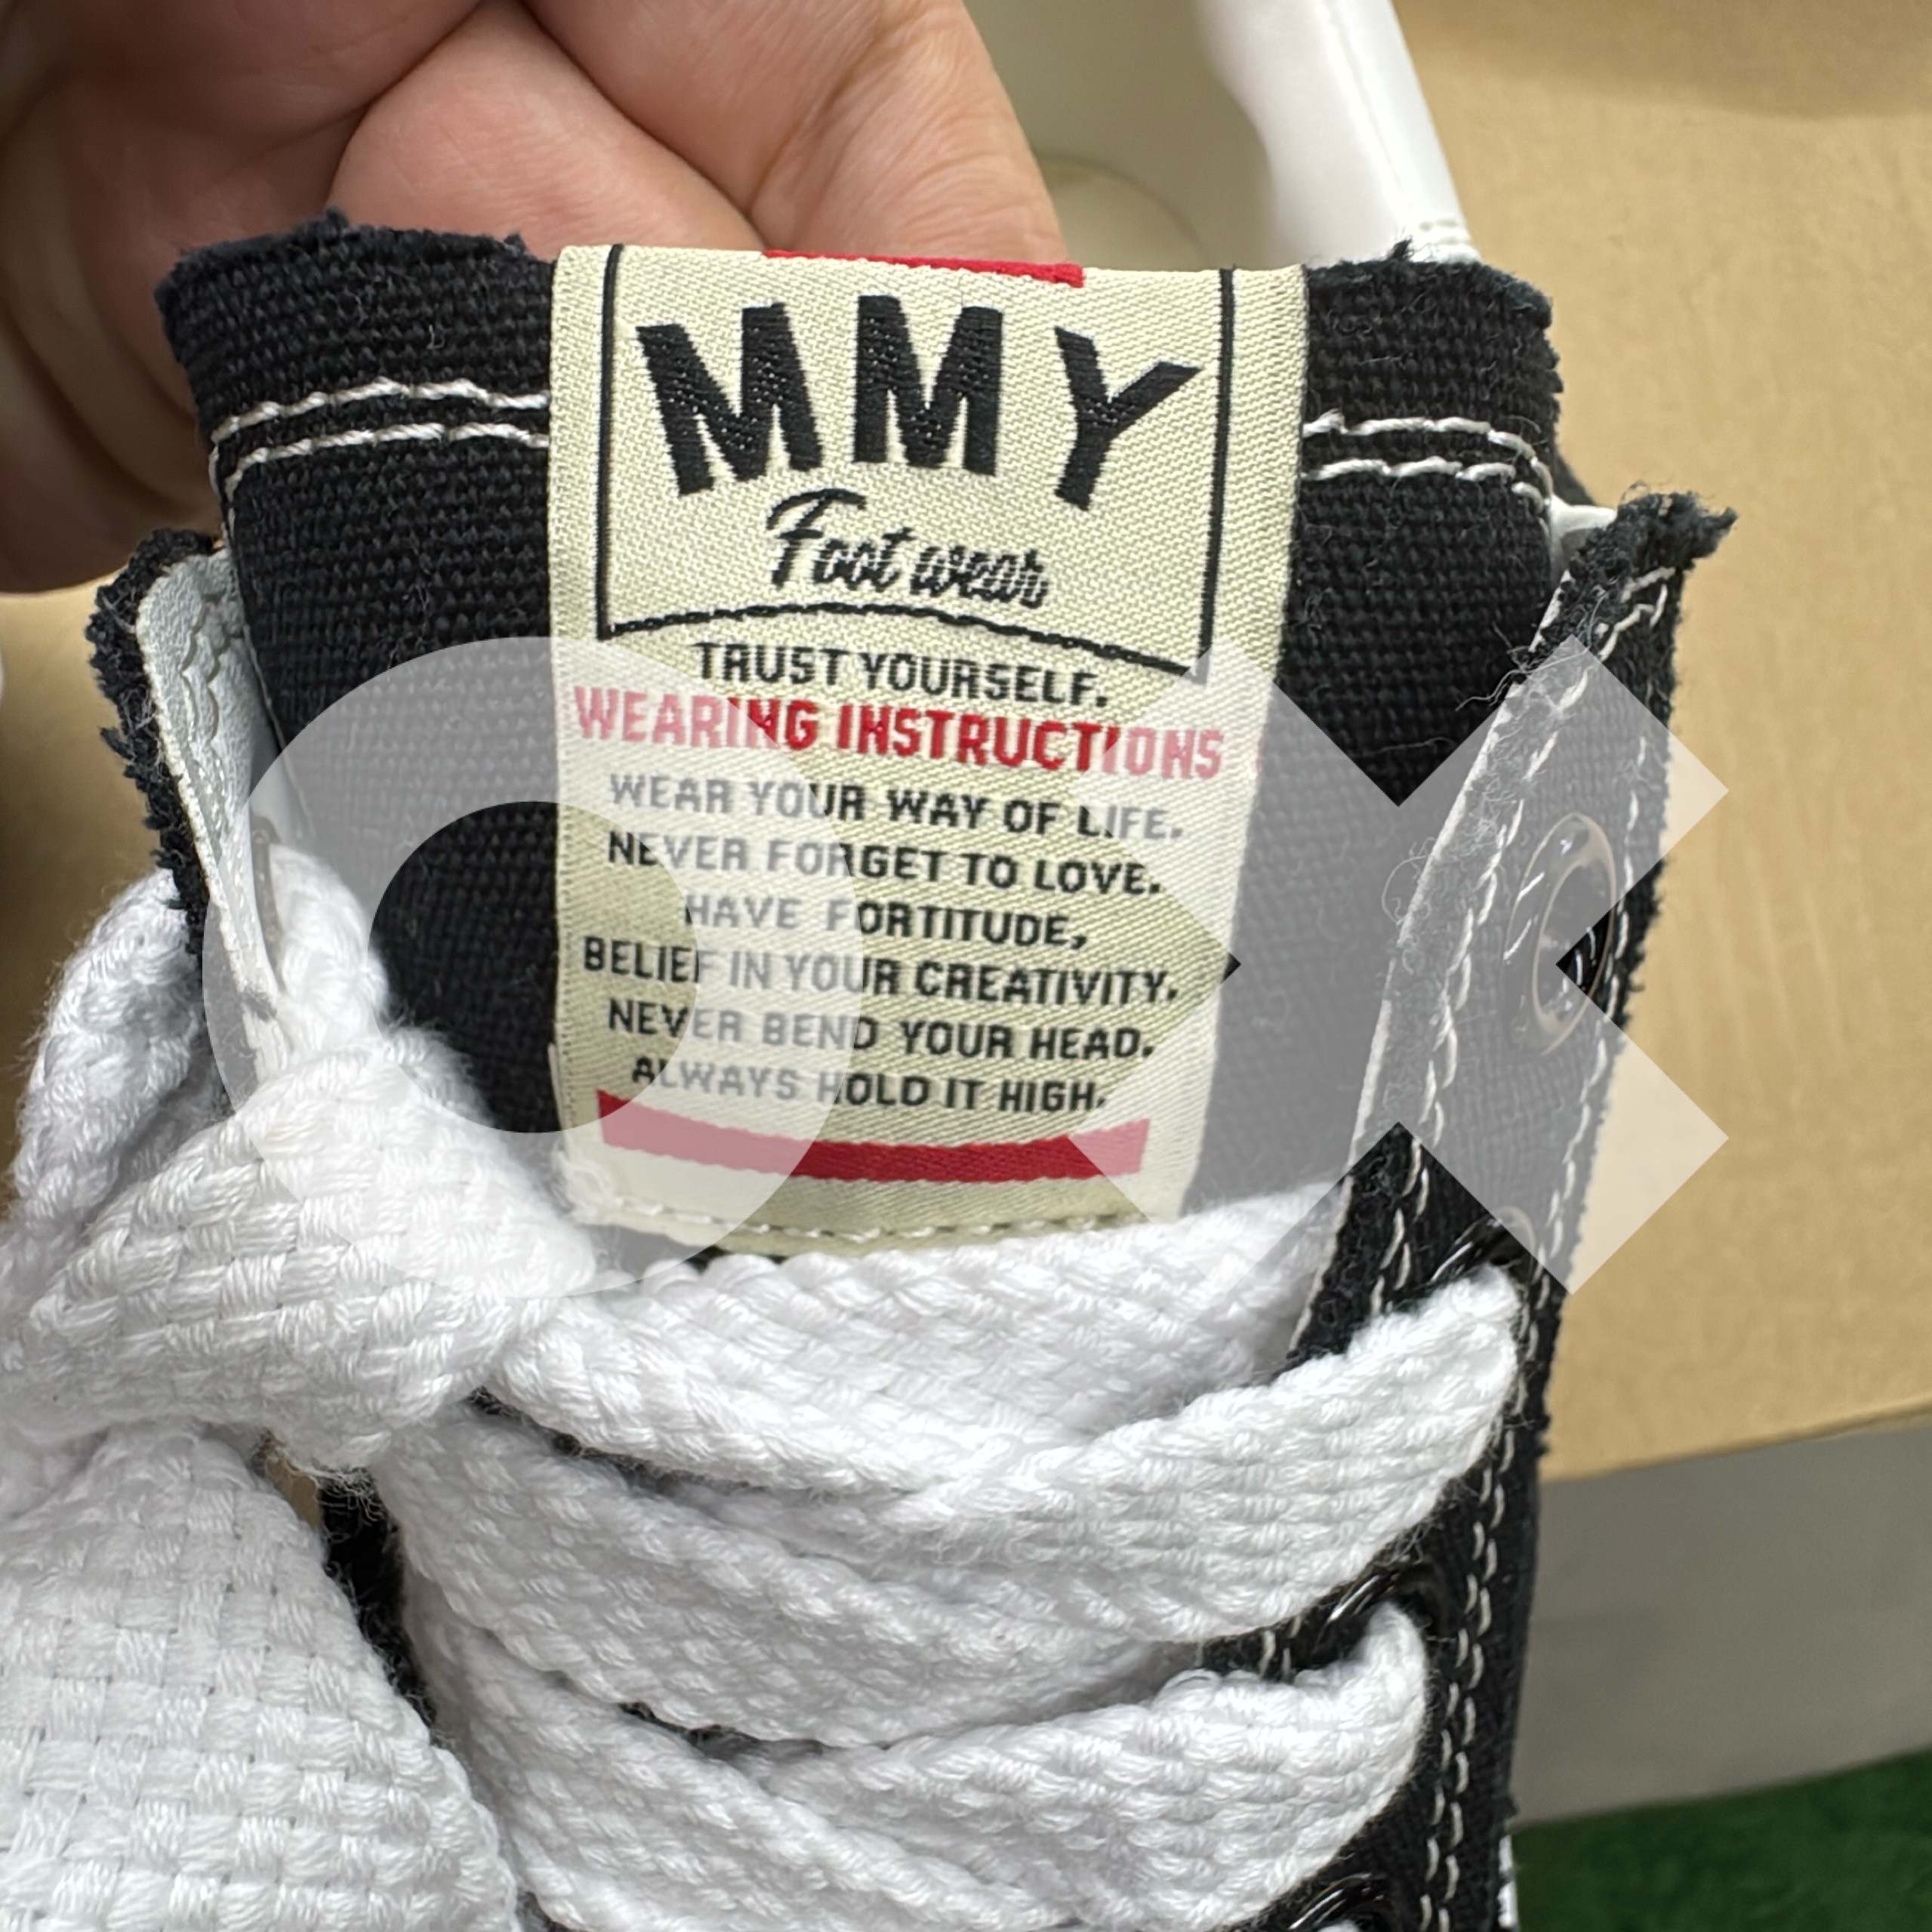 MMY
Foot wear
TRUST YOURSELF.
WEARING INSTRUCTIONS
WEAR YOUR WAY OF LIFE.
NEVER FORGET TO LOVE.
HAVE FORTITUDE,
BELIEF IN YOUR CREATIVITY.
NEVER BEND YOUR HEAD.
ALWAYS HOLD IT HIGH.
OX